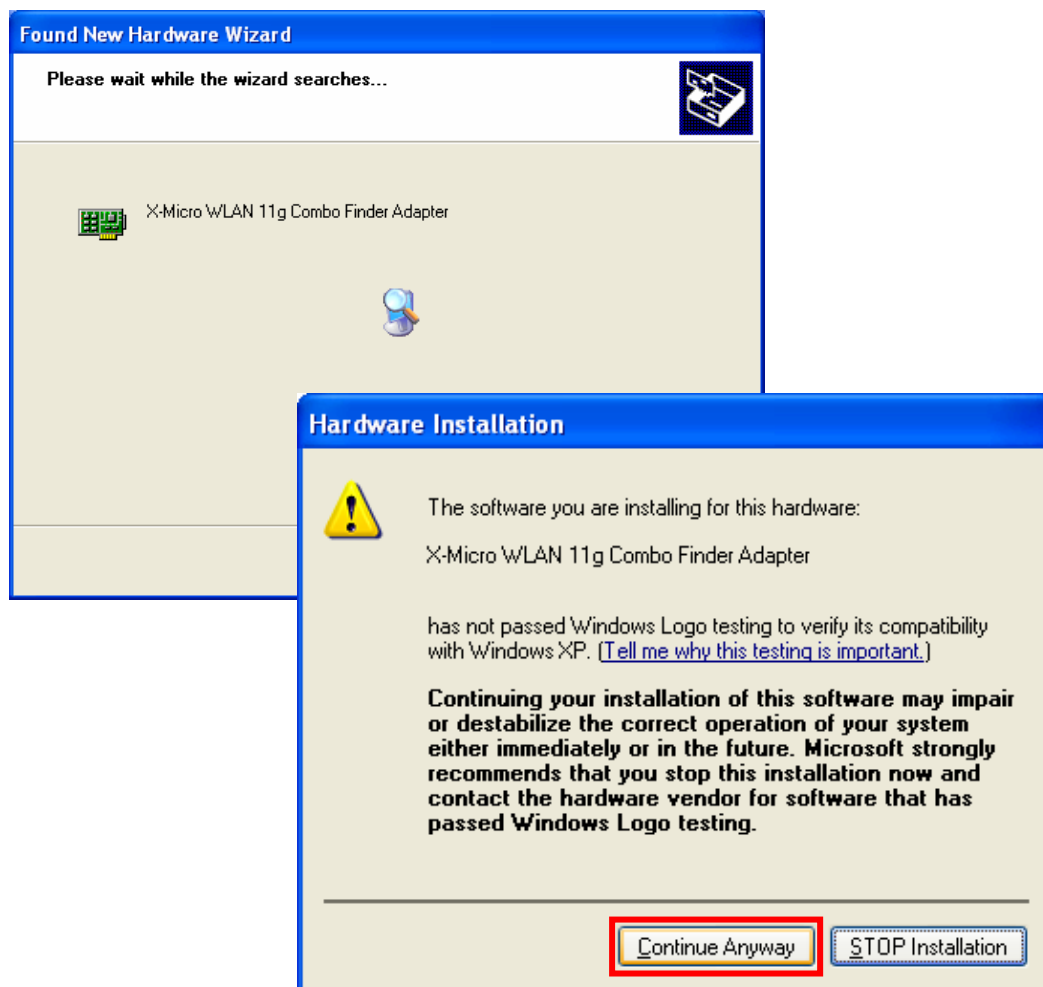 Found New Hardware Wizard
Please wait while the wizard searches...
X-Micro WLAN 11g Combo Finder Adapter
Hardware Installation
The software you are installing for this hardware:
X-Micro WLAN 11g Combo Finder Adapter
has not passed Windows Logo testing to verify its compatibility
with Windows XP. (Tell me why this testing is important.)
Continuing your installation of this software may impair
or destabilize the correct operation of your system
either immediately or in the future. Microsoft strongly
recommends that you stop this installation now and
contact the hardware vendor for software that has
passed Windows Logo testing.
Continue Anyway STOP Installation